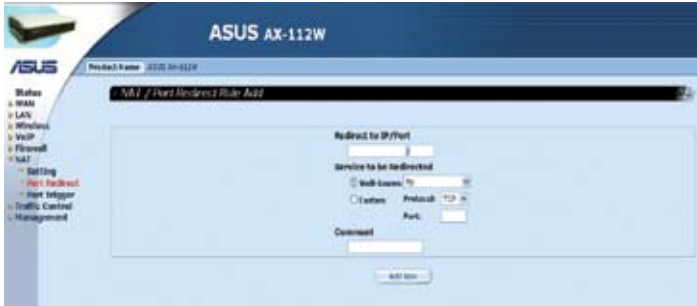 ASUS AX-112W
ASUS
Product Name
Status
WAN
LAN
Wireless
VoIP
Firewall
NAT
Setting
Port Redirect
Port trigger
Traffic Control
Management
NAT / Port Redirect Rule Add
Redirect to IP/Port
Service to be Redirected
Well-known
Custom Protocol: TCP
Port:
Comment